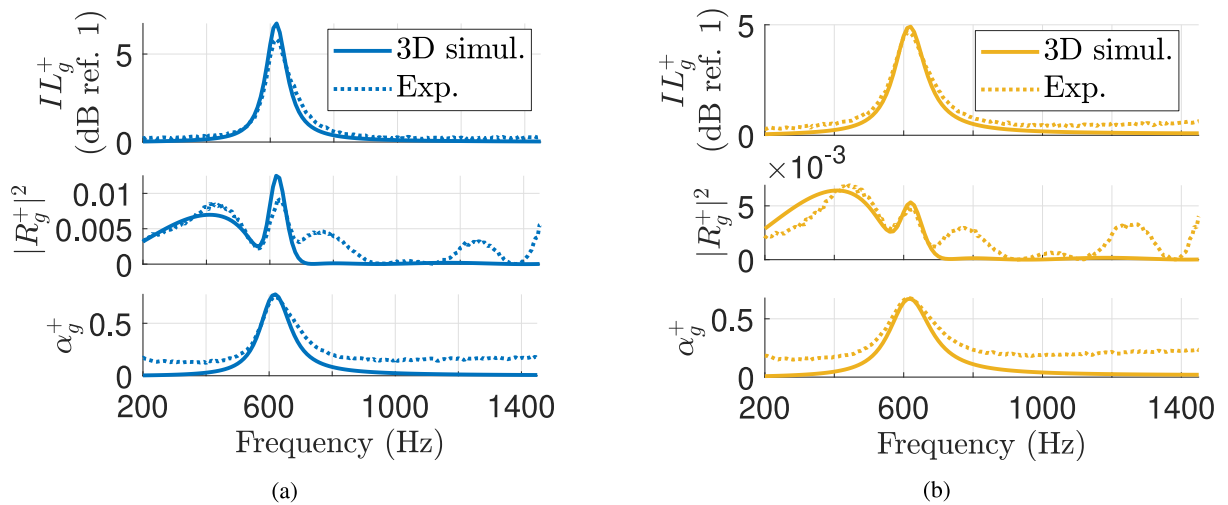 IL_g^+
(dB ref. 1)
5
0
3D simul.
Exp.
|R_g^+|^2
0.01
0.005
0
α_g^+
0.5
0
200 600 1000 1400
Frequency (Hz)
(a)
IL_g^+
(dB ref. 1)
5
0
3D simul.
Exp.
×10^-3
|R_g^+|^2
5
0
α_g^+
0.5
0
200 600 1000 1400
Frequency (Hz)
(b)